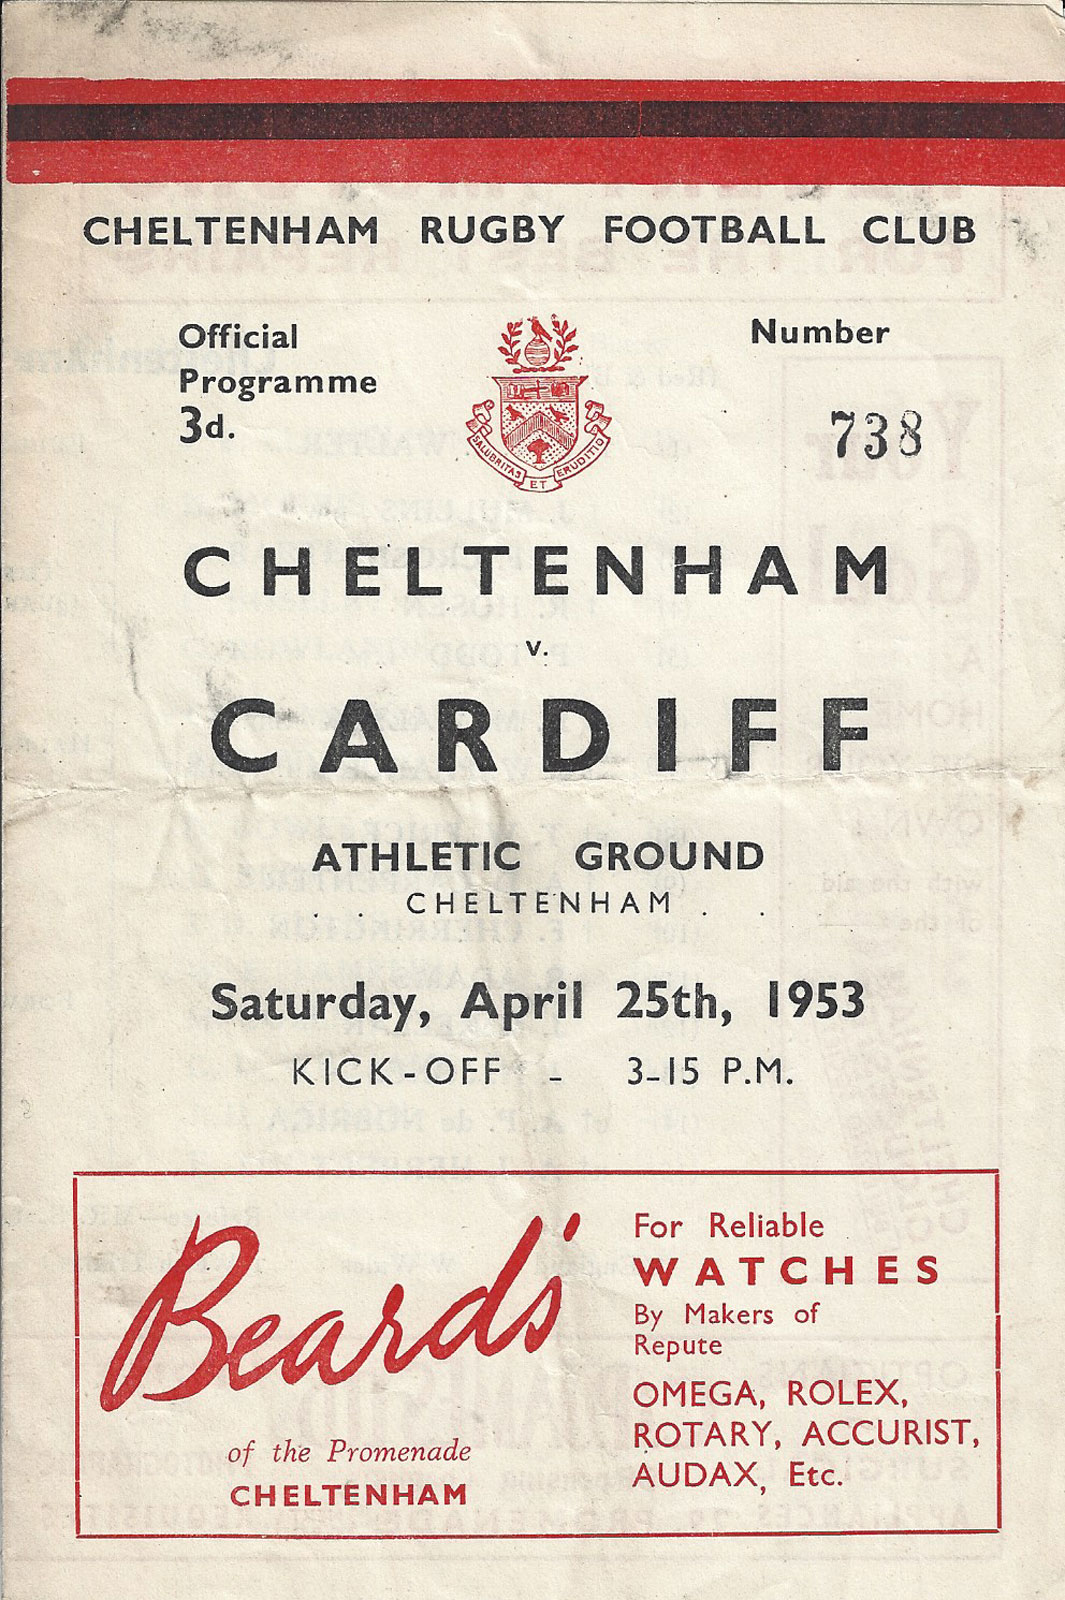 CHELTENHAM RUGBY FOOTBALL CLUB
Official
Programme
3d.
Number
738
SALUBRITAS ET ERUDITIO
CHELTENHAM
v.
CARDIFF
ATHLETIC GROUND
. . CHELTENHAM . .
Saturday, April 25th, 1953
KICK-OFF - 3-15 P.M.
Beard's
of the Promenade
CHELTENHAM
For Reliable
WATCHES
By Makers of
Repute
OMEGA, ROLEX,
ROTARY, ACCURIST,
AUDAX, Etc.